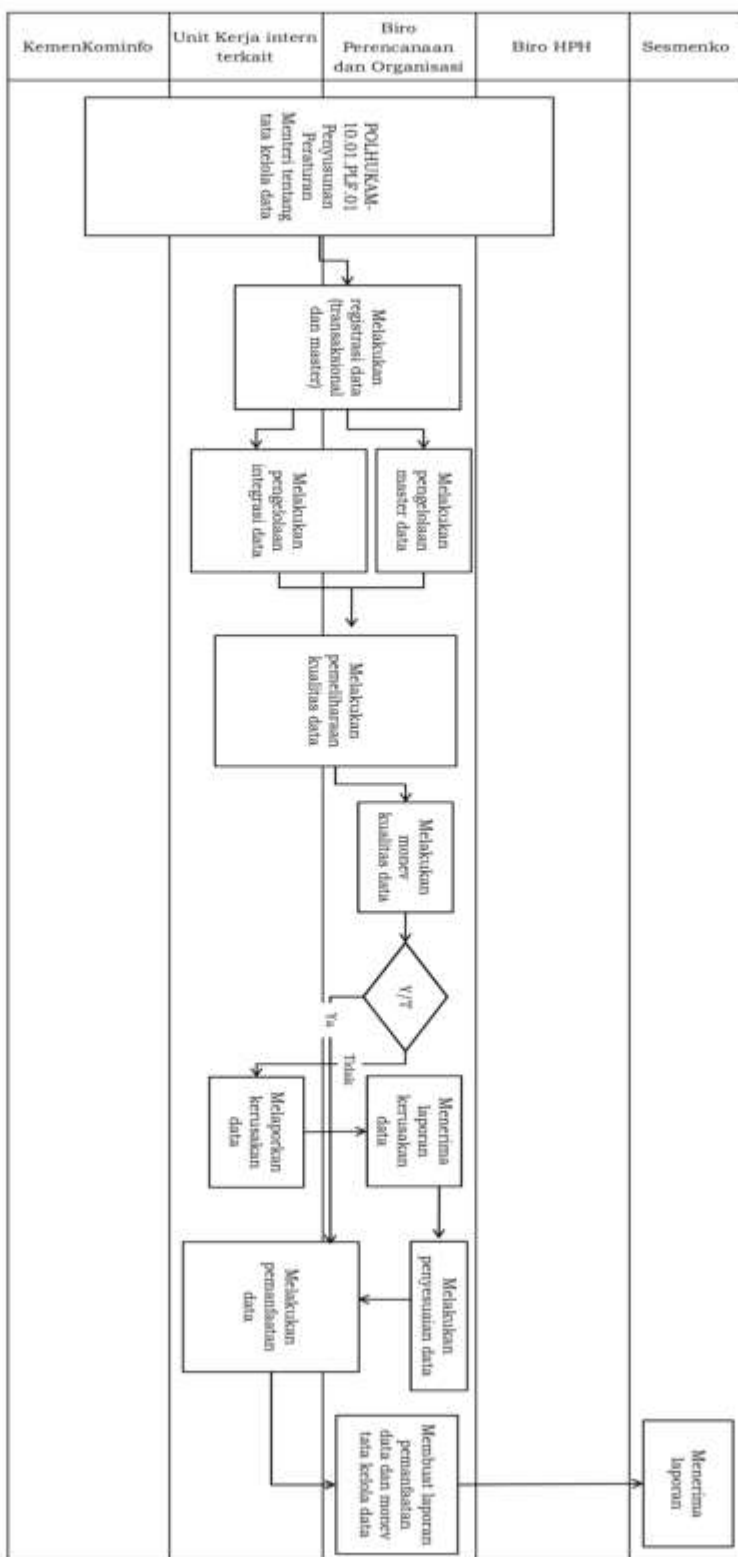 KemenKominfo
Unit Kerja intern
terkait
Biro
Perencanaan
dan Organisasi
Biro HPH
Sesmenko
POLHUKAM-
10.01.PLF.01
Penyusunan
Peraturan
Menteri tentang
tata kelola data
Melakukan
registrasi data
(transaksional
dan master)
Melakukan
pengelolaan
integrasi data
Melakukan
pengelolaan
master data
Melakukan
pemeliharaan
kualitas data
Melakukan
monev
kualitas data
Y/T
Ya
Tidak
Melaporkan
kerusakan
data
Menerima
laporan
kerusakan
data
Melakukan
penyesuaian data
Melakukan
pemanfaatan
data
Membuat laporan
pemanfaatan
data dan monev
tata kelola data
Menerima
laporan